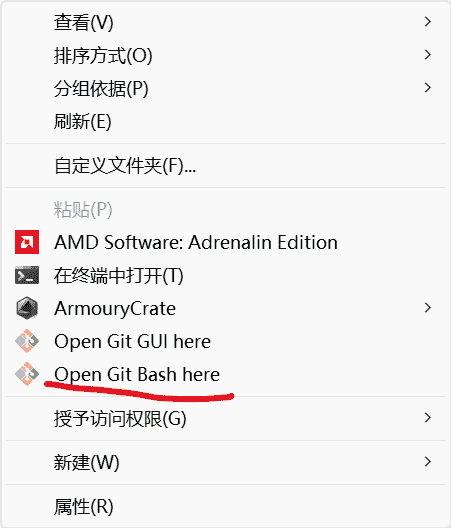 查看(V)
排序方式(O)
分组依据(P)
刷新(E)
自定义文件夹(F)...
粘贴(P)
AMD Software: Adrenalin Edition
在终端中打开(T)
ArmouryCrate
Open Git GUI here
Open Git Bash here
授予访问权限(G)
新建(W)
属性(R)